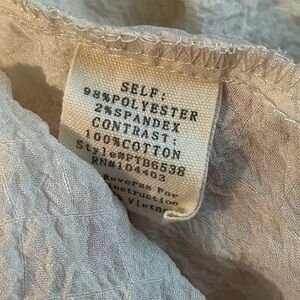 SELF:
98%POLYESTER
2%SPANDEX
CONTRAST:
100%COTTON
Style#PTB6538
RN#104403
Reverse For